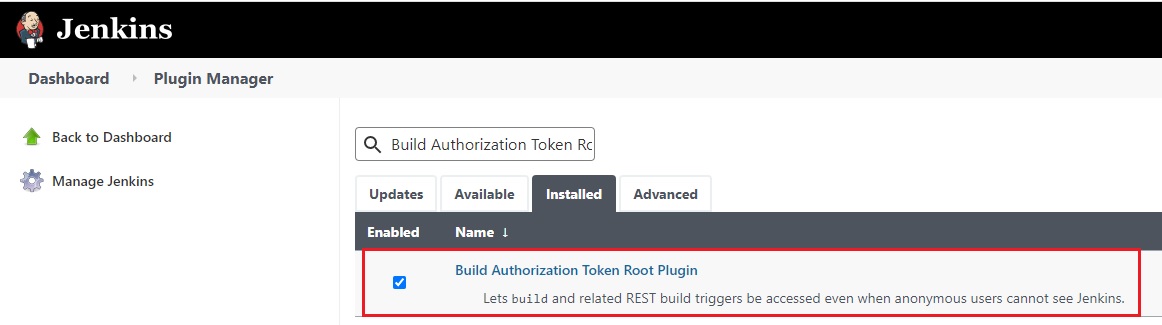 Jenkins
Dashboard
Plugin Manager
Back to Dashboard
Manage Jenkins
Build Authorization Token Rc
Updates
Available
Installed
Advanced
Enabled
Name ↓
Build Authorization Token Root Plugin
Lets build and related REST build triggers be accessed even when anonymous users cannot see Jenkins.